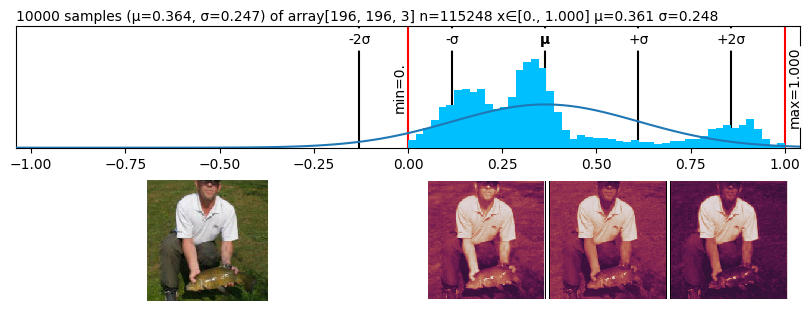 10000 samples (μ=0.364, σ=0.247) of array[196, 196, 3] n=115248 x∈[0., 1.000] μ=0.361 σ=0.248
-2σ -σ μ +σ +2σ
min=0.
max=1.000
−1.00 −0.75 −0.50 −0.25 0.00 0.25 0.50 0.75 1.00